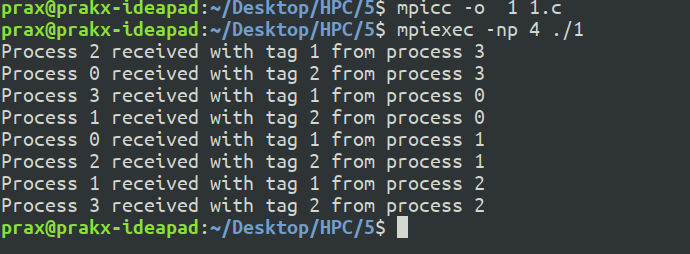 prax@prakx-ideapad:~/Desktop/HPC/5$ mpicc -o  1 1.c
prax@prakx-ideapad:~/Desktop/HPC/5$ mpiexec -np 4 ./1
Process 2 received with tag 1 from process 3
Process 0 received with tag 2 from process 3
Process 3 received with tag 1 from process 0
Process 1 received with tag 2 from process 0
Process 0 received with tag 1 from process 1
Process 2 received with tag 2 from process 1
Process 1 received with tag 1 from process 2
Process 3 received with tag 2 from process 2
prax@prakx-ideapad:~/Desktop/HPC/5$